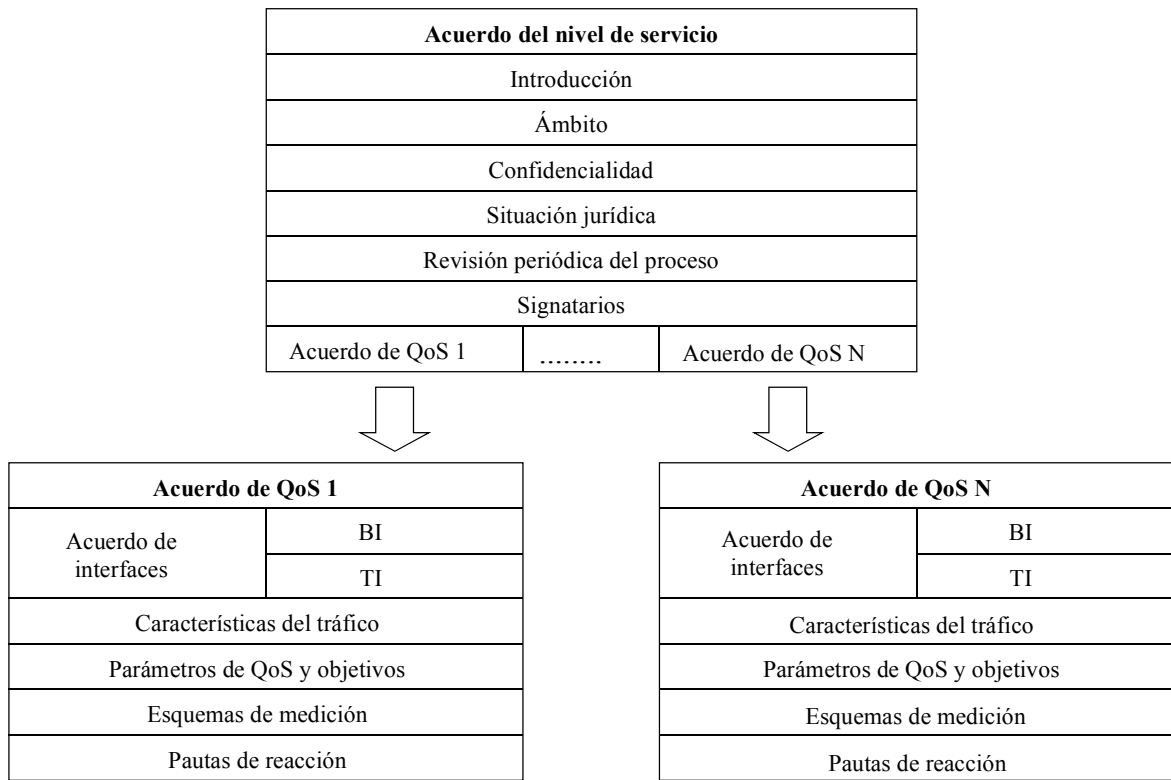 Acuerdo del nivel de servicio
Introducción
Ámbito
Confidencialidad
Situación jurídica
Revisión periódica del proceso
Signatarios
Acuerdo de QoS 1
........
Acuerdo de QoS N
Acuerdo de QoS 1
Acuerdo de
interfaces
BI
TI
Características del tráfico
Parámetros de QoS y objetivos
Esquemas de medición
Pautas de reacción
Acuerdo de QoS N
Acuerdo de
interfaces
BI
TI
Características del tráfico
Parámetros de QoS y objetivos
Esquemas de medición
Pautas de reacción